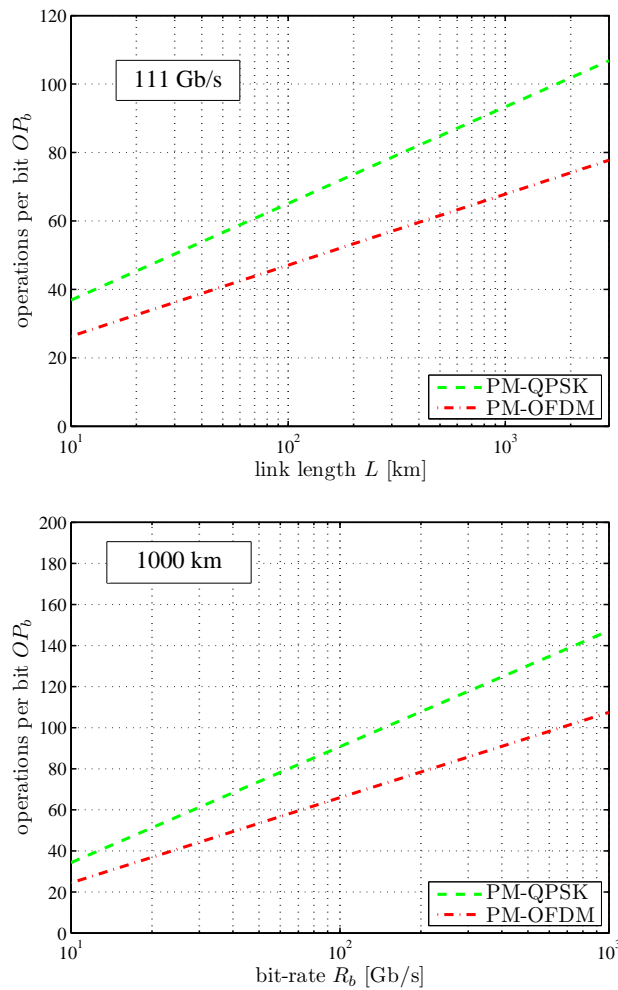 120
100
80
60
40
20
0
operations per bit OP_b
111 Gb/s
PM-QPSK
PM-OFDM
10^1
10^2
10^3
link length L [km]
200
180
160
140
120
100
80
60
40
20
0
operations per bit OP_b
1000 km
PM-QPSK
PM-OFDM
10^1
10^2
10^3
bit-rate R_b [Gb/s]